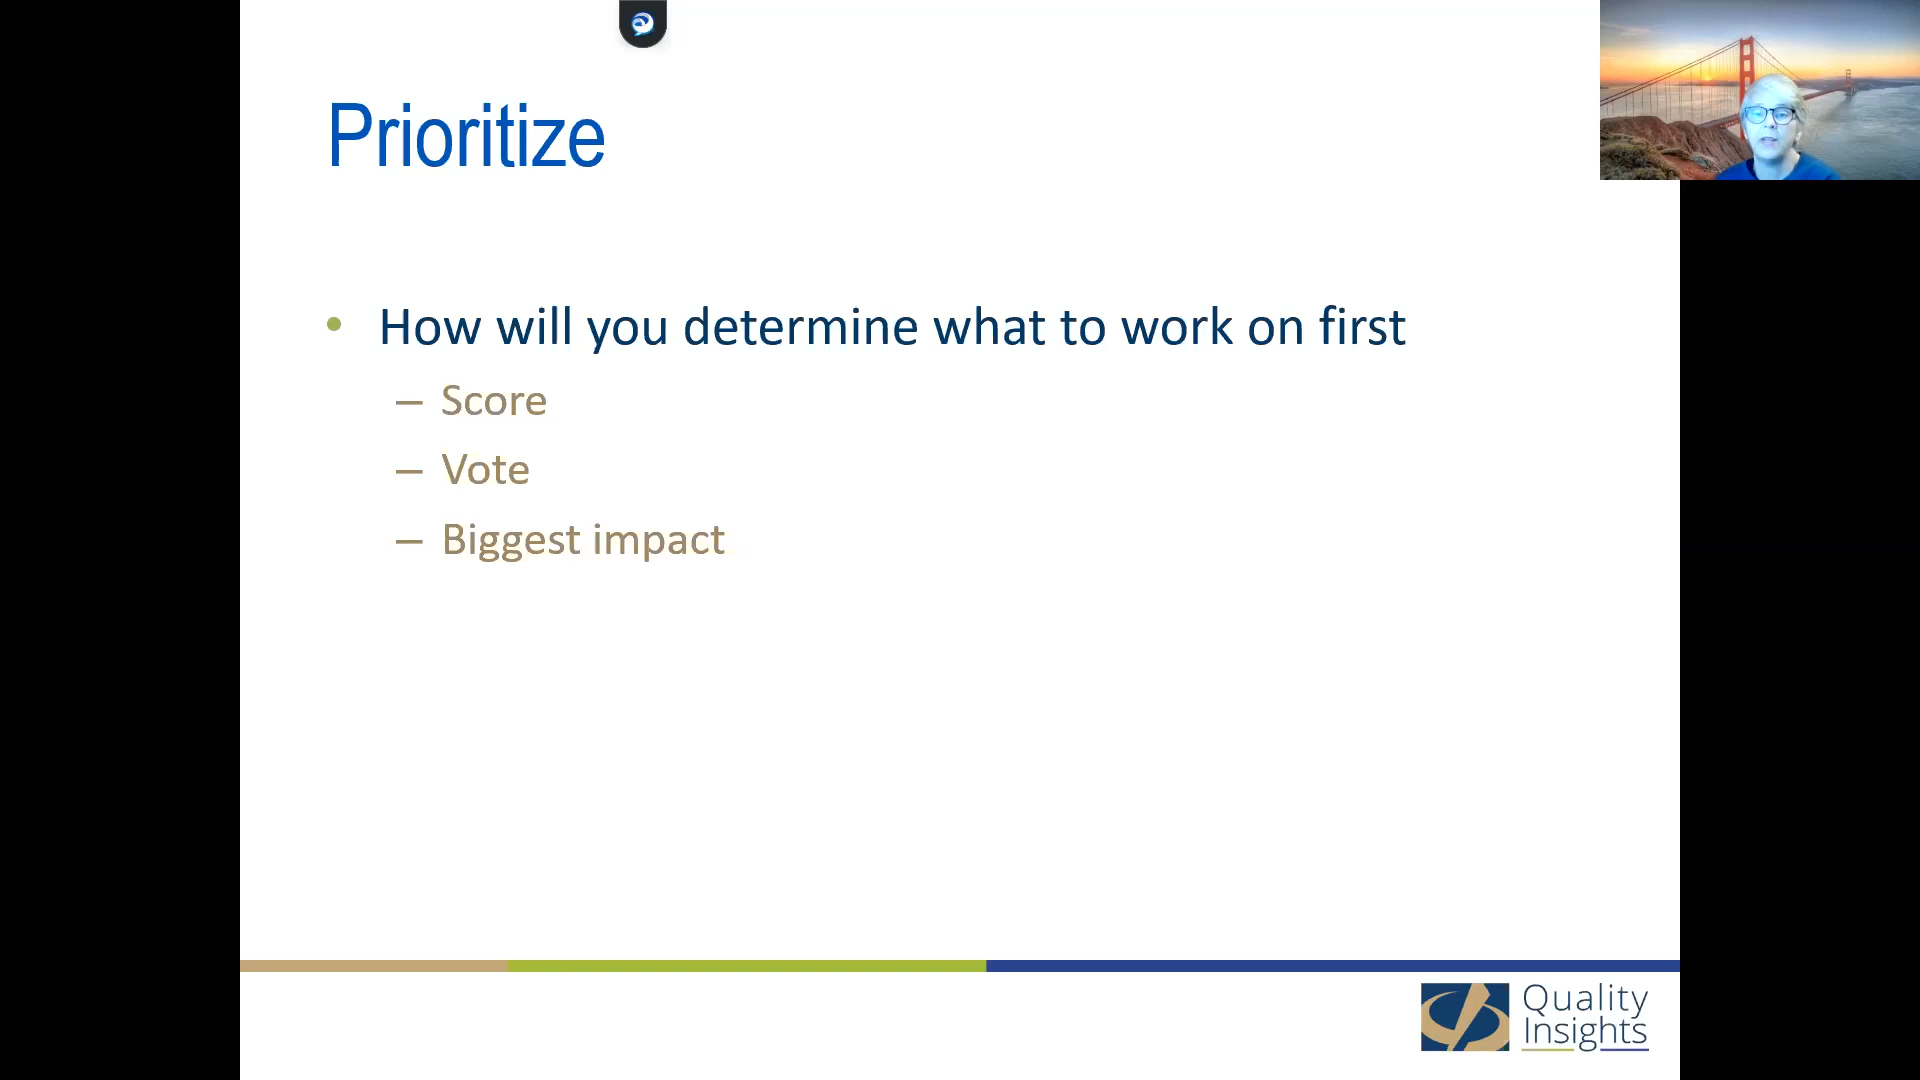 Prioritize
• How will you determine what to work on first
– Score
– Vote
– Biggest impact
Quality
Insights